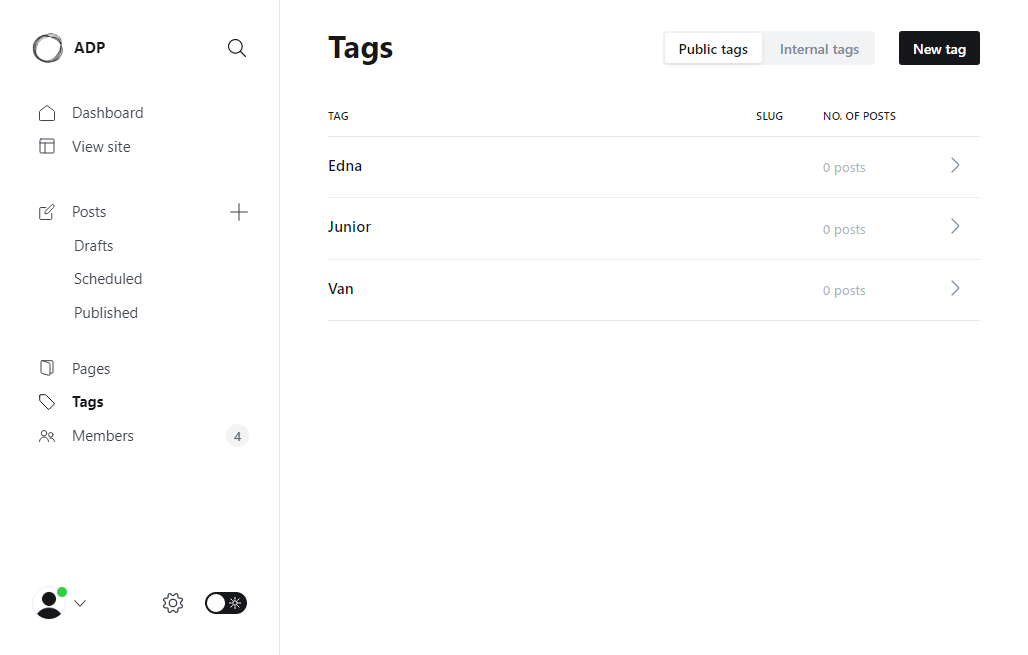 ADP
Dashboard
View site
Posts
Drafts
Scheduled
Published
Pages
Tags
Members 4
Tags
Public tags Internal tags New tag
TAG SLUG NO. OF POSTS
Edna 0 posts
Junior 0 posts
Van 0 posts